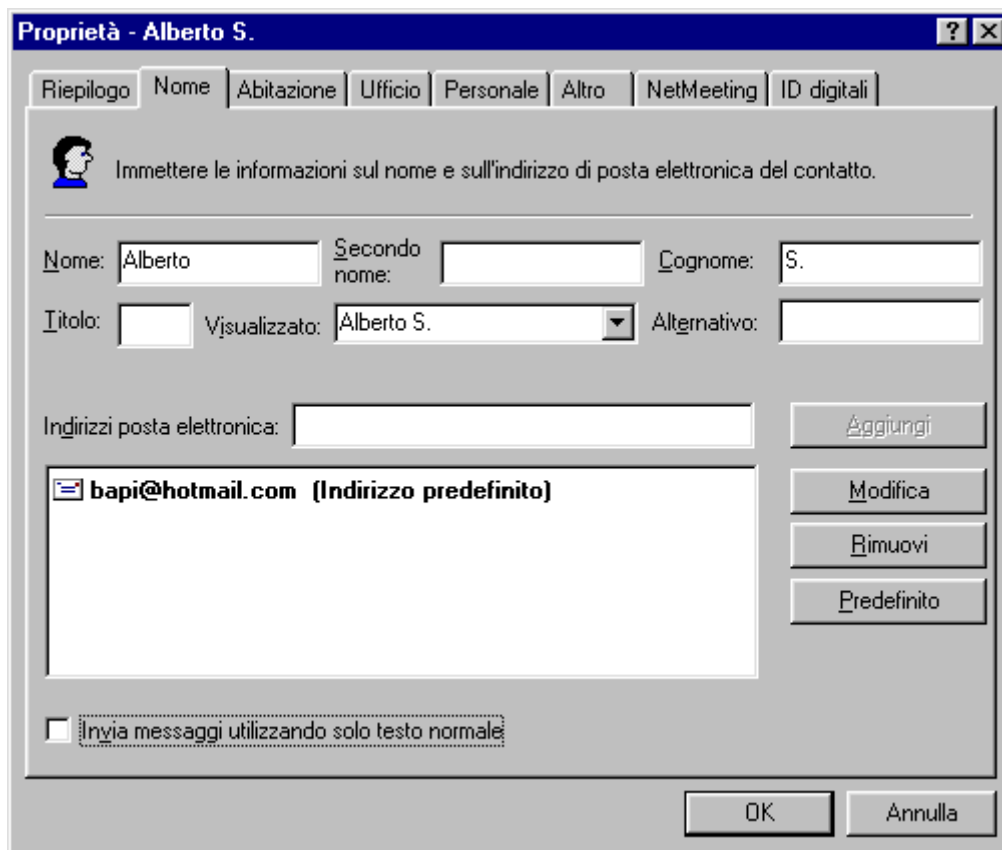 Proprietà - Alberto S.
Riepilogo Nome Abitazione Ufficio Personale Altro NetMeeting ID digitali
Immettere le informazioni sul nome e sull'indirizzo di posta elettronica del contatto.
Nome: Alberto Secondo nome: Cognome: S.
Titolo: Visualizzato: Alberto S. Alternativo:
Indirizzi posta elettronica: Aggiungi
bapi@hotmail.com (Indirizzo predefinito)
Modifica
Rimuovi
Predefinito
Invia messaggi utilizzando solo testo normale
OK Annulla